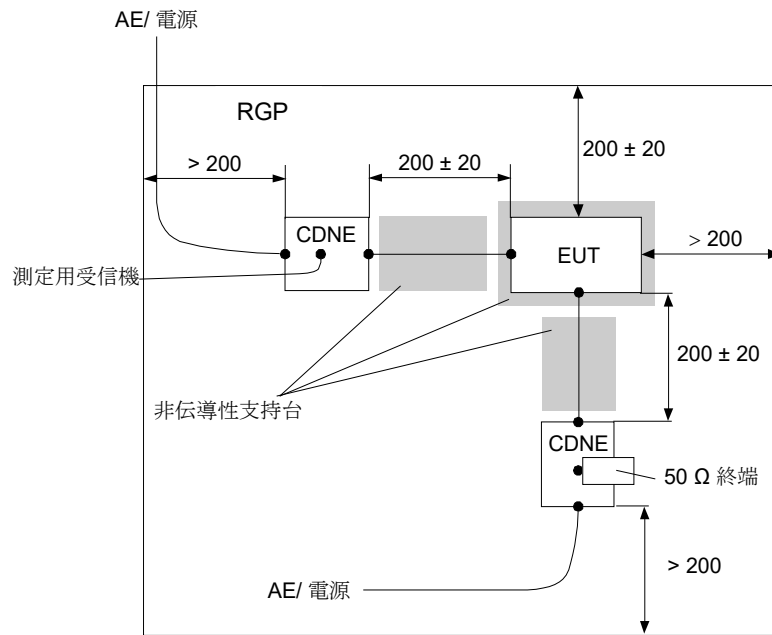 AE/ 電源
RGP
> 200
200 ± 20
200 ± 20
CDNE
EUT
> 200
測定用受信機
200 ± 20
非伝導性支持台
CDNE
50 Ω 終端
> 200
AE/ 電源